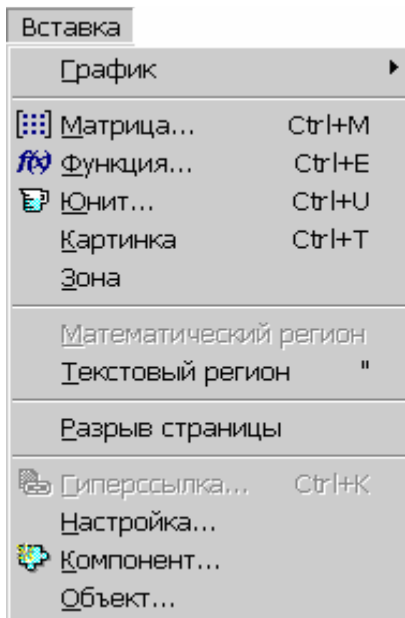 Вставка
График
Матрица... Ctrl+M
f(x) Функция... Ctrl+E
Юнит... Ctrl+U
Картинка Ctrl+T
Зона
Математический регион
Текстовый регион "
Разрыв страницы
Гиперссылка... Ctrl+K
Настройка...
Компонент...
Объект...